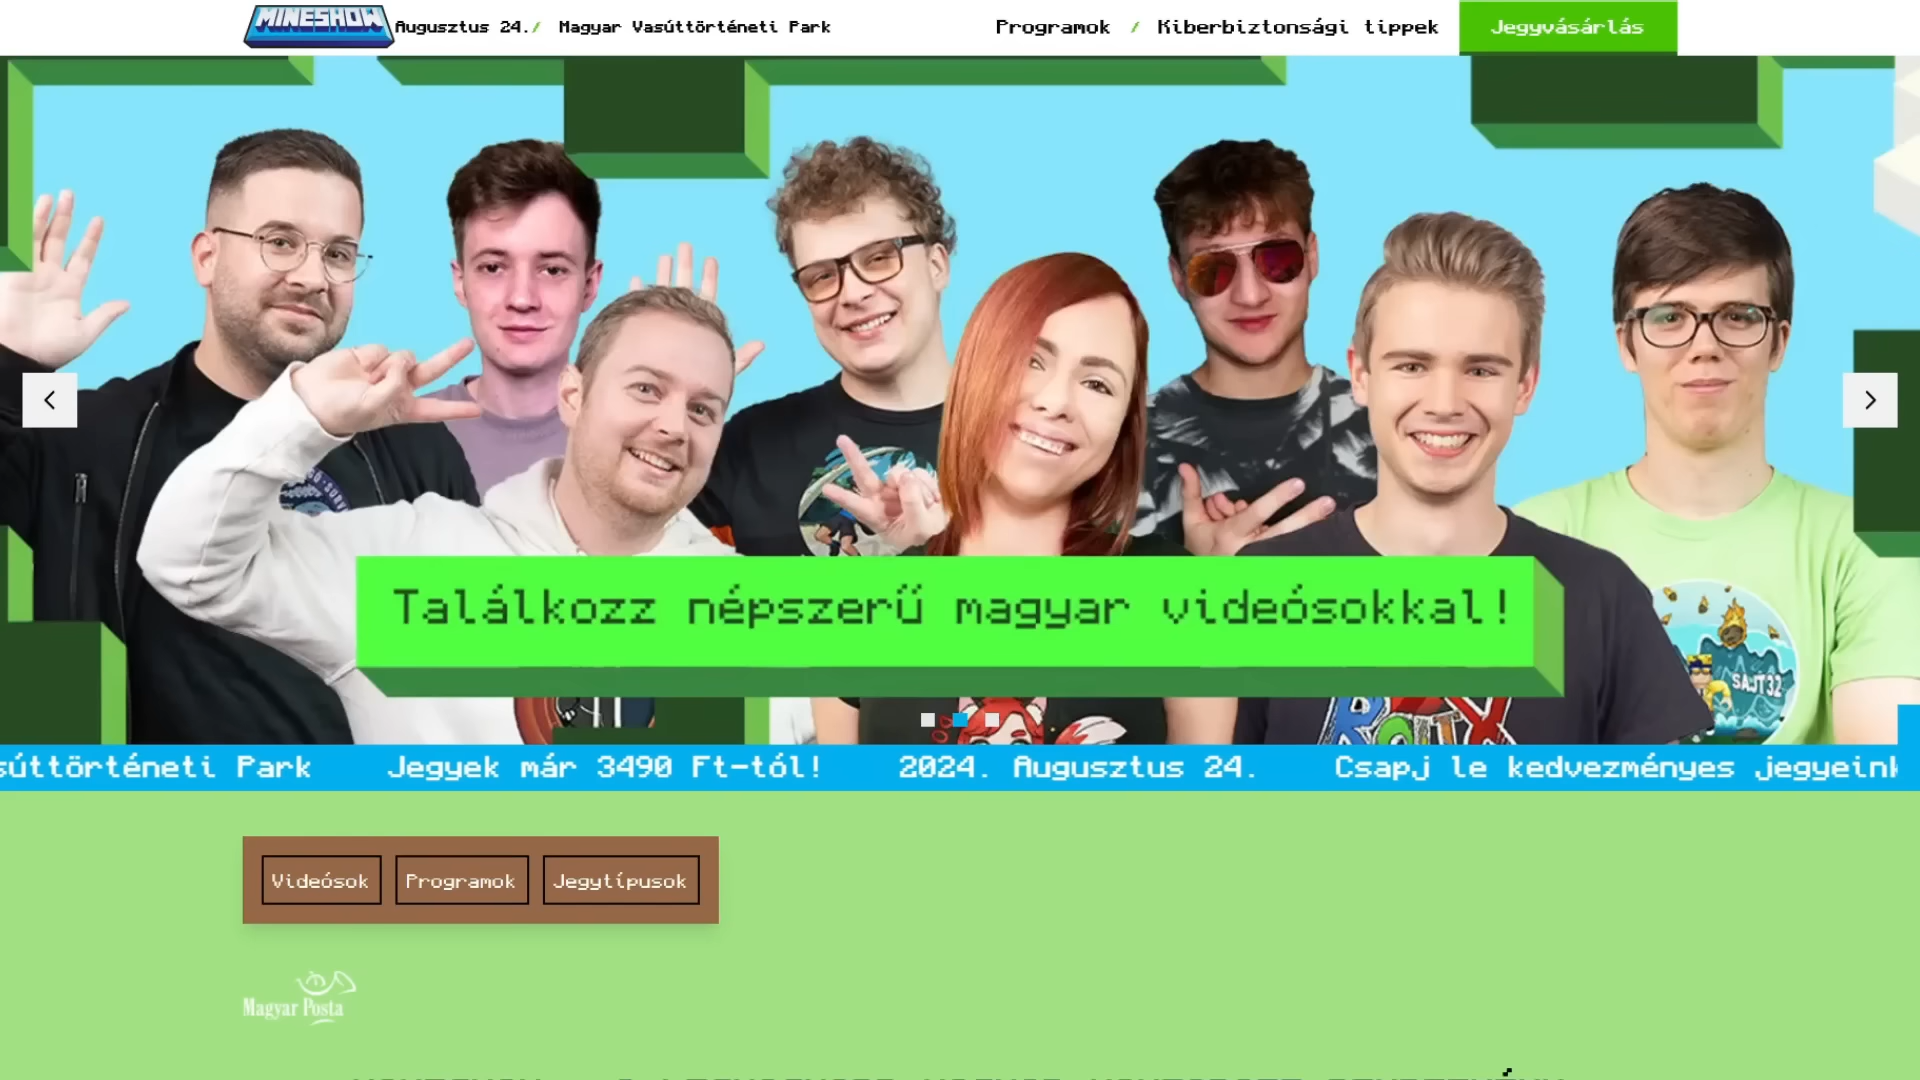 MINESHOW
Augusztus 24. / Magyar Vasúttörténeti Park
Programok / Kiberbiztonsági tippek
Jegyvásárlás
SAJT32
Találkozz népszerű magyar videósokkal!
súttörténeti Park Jegyek már 3490 Ft-tól! 2024. Augusztus 24. Csapj le kedvezményes jegyeink
Videósok
Programok
Jegytípusok
Magyar Posta